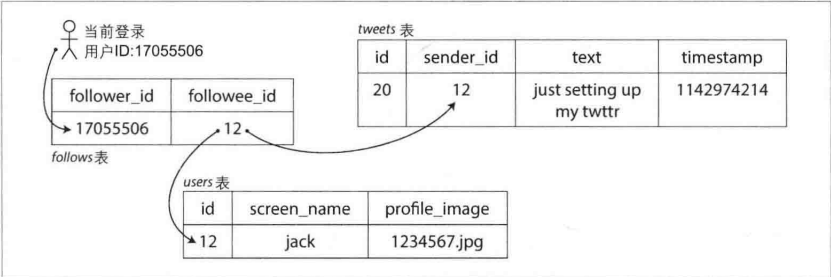 当前登录
用户ID:17055506
follower_id followee_id
17055506 12
follows表
tweets 表
id sender_id text timestamp
20 12 just setting up 1142974214
my twttr
users 表
id screen_name profile_image
12 jack 1234567.jpg